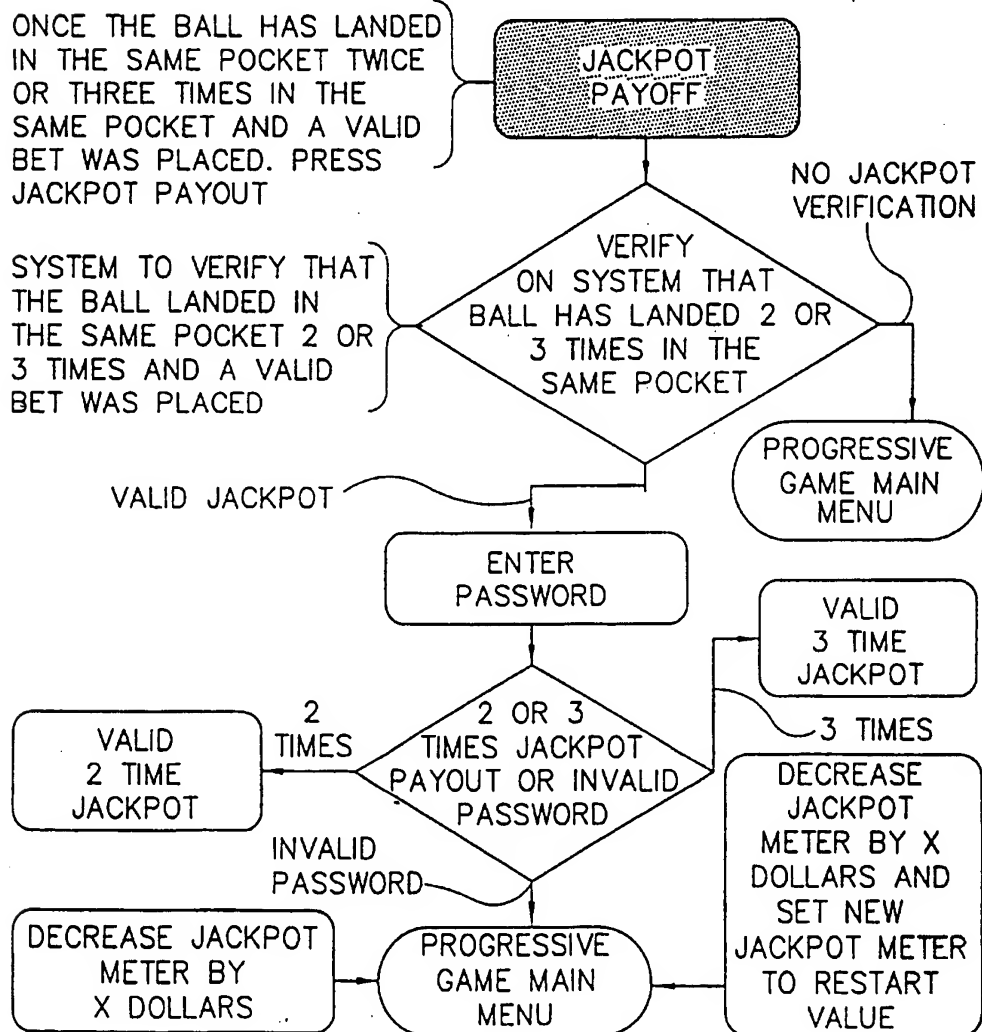 ONCE THE BALL HAS LANDED
IN THE SAME POCKET TWICE
OR THREE TIMES IN THE
SAME POCKET AND A VALID
BET WAS PLACED. PRESS
JACKPOT PAYOUT
JACKPOT
PAYOFF
NO JACKPOT
VERIFICATION
SYSTEM TO VERIFY THAT
THE BALL LANDED IN
THE SAME POCKET 2 OR
3 TIMES AND A VALID
BET WAS PLACED
VERIFY
ON SYSTEM THAT
BALL HAS LANDED 2 OR
3 TIMES IN THE
SAME POCKET
PROGRESSIVE
GAME MAIN
MENU
VALID JACKPOT
ENTER
PASSWORD
VALID
3 TIME
JACKPOT
3 TIMES
2 OR 3
TIMES JACKPOT
PAYOUT OR INVALID
PASSWORD
2
TIMES
VALID
2 TIME
JACKPOT
INVALID
PASSWORD
DECREASE JACKPOT
METER BY
X DOLLARS
PROGRESSIVE
GAME MAIN
MENU
DECREASE
JACKPOT
METER BY X
DOLLARS AND
SET NEW
JACKPOT METER
TO RESTART
VALUE